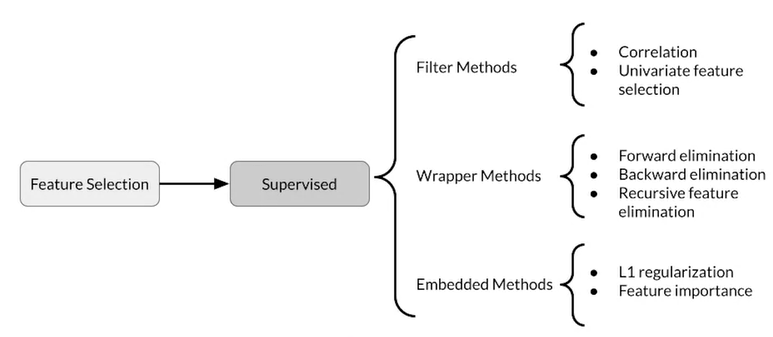 Feature Selection
Supervised
Filter Methods
Correlation
Univariate feature
selection
Wrapper Methods
Forward elimination
Backward elimination
Recursive feature
elimination
Embedded Methods
L1 regularization
Feature importance